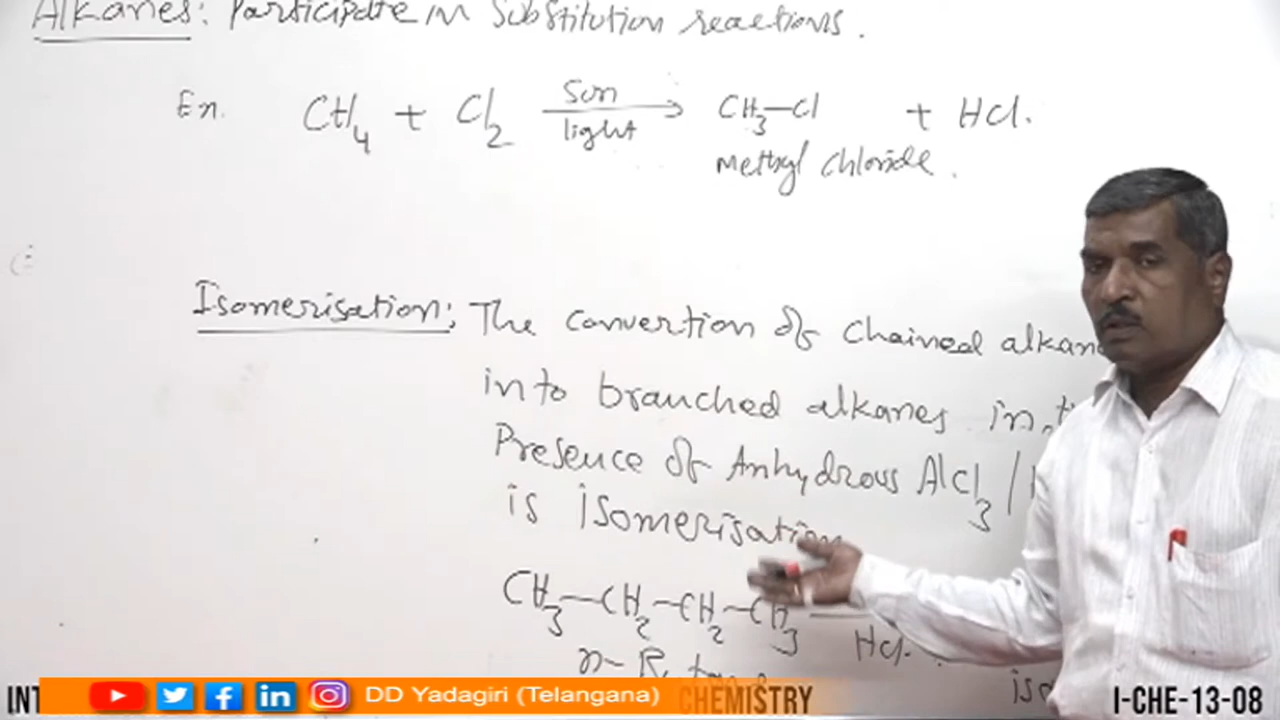 Alkanes: Participate in Substitution reactions.
Ex. CH4 + Cl2 Sun light → CH3–Cl + HCl.
methyl chloride.
Isomerisation: The convertion of Chained alkan
into branched alkanes in
Presence of Anhydrous AlCl3 /
is isomerisation
CH3–CH2–CH2–CH3
HCl.
n-
DD Yadagiri (Telangana)
CHEMISTRY
I-CHE-13-08